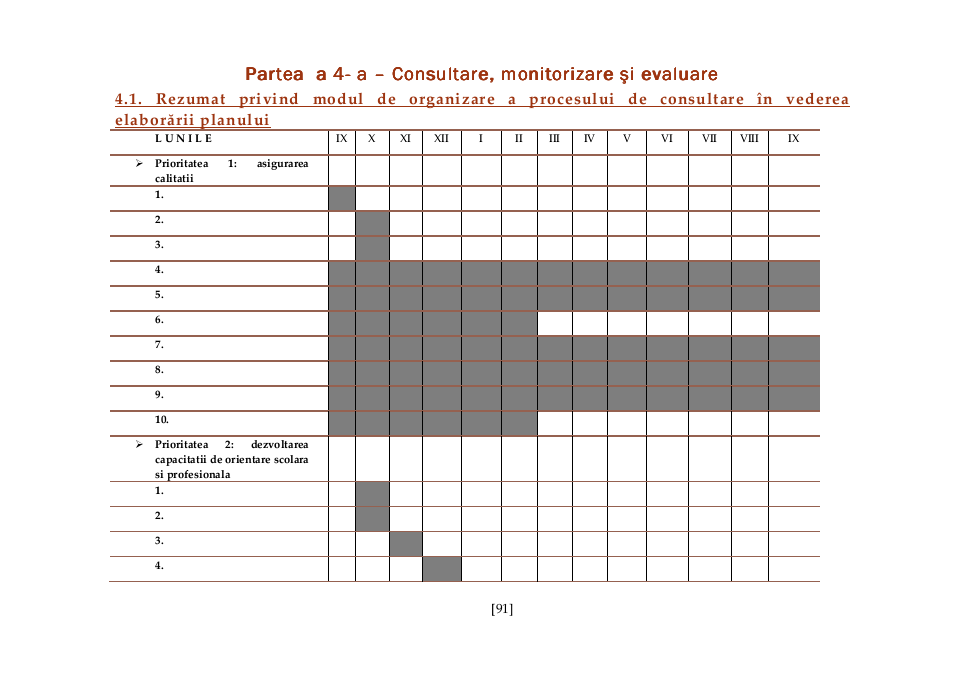 Partea a 4- a – Consultare, monitorizare și evaluare
4.1. Rezumat privind modul de organizare a procesului de consultare în vederea
elaborării planului
LUNILE IX X XI XII I II III IV V VI VII VIII IX
➢ Prioritatea 1: asigurarea
calitatii
1.
2.
3.
4.
5.
6.
7.
8.
9.
10.
➢ Prioritatea 2: dezvoltarea
capacitatii de orientare scolara
si profesionala
1.
2.
3.
4.
[91]